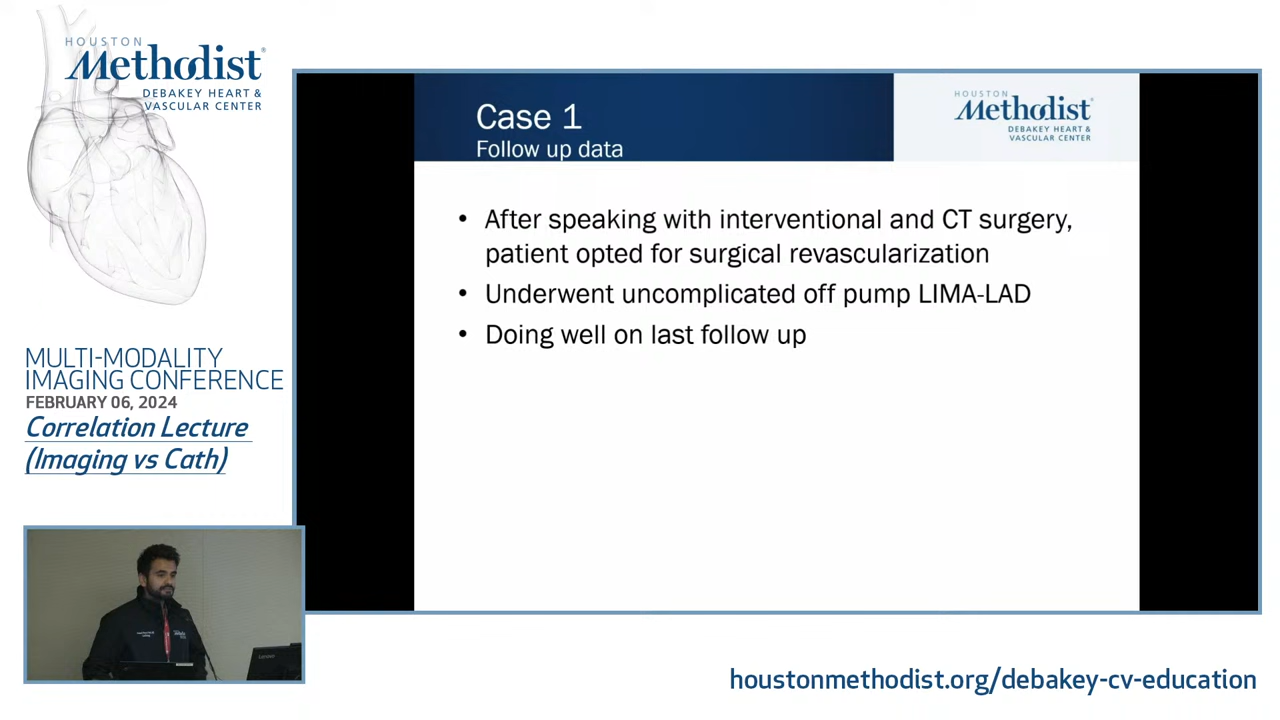 HOUSTON
Methodist®
DEBAKEY HEART &
VASCULAR CENTER
MULTI-MODALITY
IMAGING CONFERENCE
FEBRUARY 06, 2024
Correlation Lecture
(Imaging vs Cath)
Case 1
Follow up data
HOUSTON
Methodist®
DEBAKEY HEART &
VASCULAR CENTER
• After speaking with interventional and CT surgery,
patient opted for surgical revascularization
• Underwent uncomplicated off pump LIMA-LAD
• Doing well on last follow up
Lenovo
houstonmethodist.org/debakey-cv-education